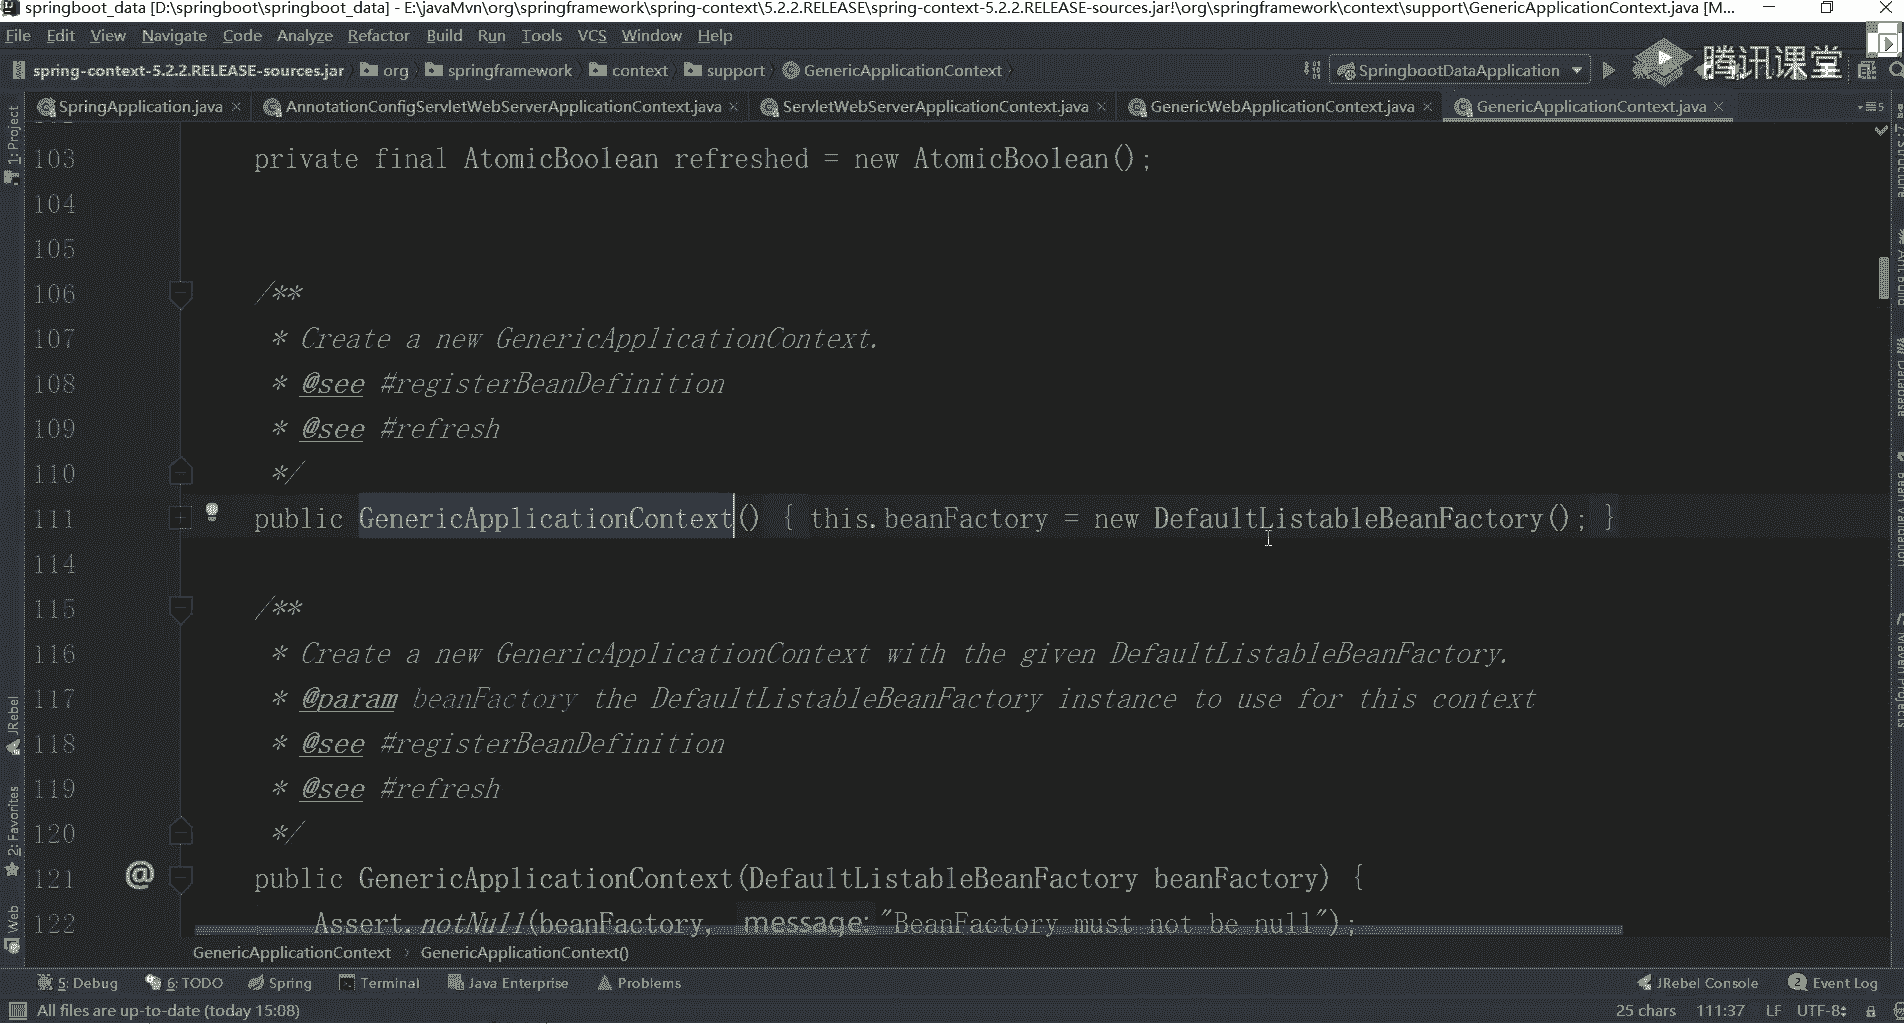 springboot_data [D:\springboot\springboot_data] - E:\javaMvn\org\springframework\spring-context\5.2.2.RELEASE\spring-context-5.2.2.RELEASE-sources.jar!\org\springframework\context\support\GenericApplicationContext.java [M...
File Edit View Navigate Code Analyze Refactor Build Run Tools VCS Window Help
spring-context-5.2.2.RELEASE-sources.jar org springframework context support GenericApplicationContext SpringbootDataApplication 腾讯课堂
SpringApplication.java AnnotationConfigServletWebServerApplicationContext.java ServletWebServerApplicationContext.java GenericWebApplicationContext.java GenericApplicationContext.java 5
1: Project
103 private final AtomicBoolean refreshed = new AtomicBoolean();
104
105
106 /**
107 * Create a new GenericApplicationContext.
108 * @see #registerBeanDefinition
109 * @see #refresh
110 */
111 public GenericApplicationContext() { this.beanFactory = new DefaultListableBeanFactory(); }
114
115 /**
116 * Create a new GenericApplicationContext with the given DefaultListableBeanFactory.
117 * @param beanFactory the DefaultListableBeanFactory instance to use for this context
118 * @see #registerBeanDefinition
119 * @see #refresh
120 */
121 @ public GenericApplicationContext(DefaultListableBeanFactory beanFactory) {
122 Assert.notNull(beanFactory, message: "BeanFactory must not be null");
JRebel
2: Favorites
Web
GenericApplicationContext › GenericApplicationContext()
5: Debug 6: TODO Spring Terminal Java Enterprise Problems JRebel Console 2 Event Log
All files are up-to-date (today 15:08) 25 chars 111:37 LF UTF-8